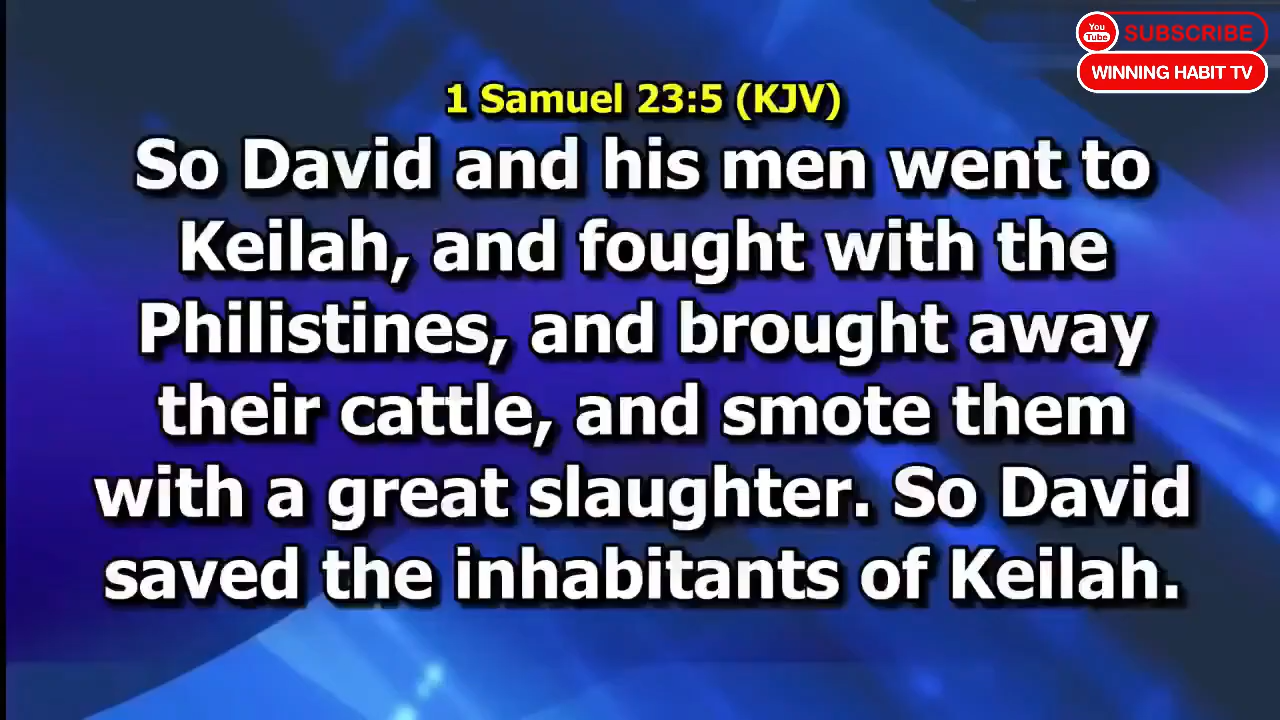 You
Tube
SUBSCRIBE
WINNING HABIT TV
1 Samuel 23:5 (KJV)
So David and his men went to
Keilah, and fought with the
Philistines, and brought away
their cattle, and smote them
with a great slaughter. So David
saved the inhabitants of Keilah.